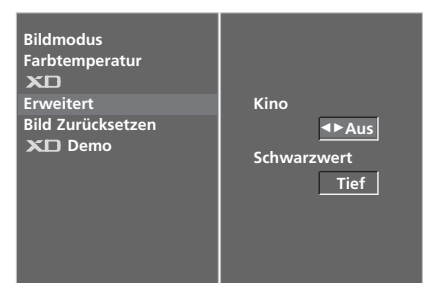 Bildmodus
Farbtemperatur
XD
Erweitert
Bild Zurücksetzen
XD Demo
Kino
◄►Aus
Schwarzwert
Tief